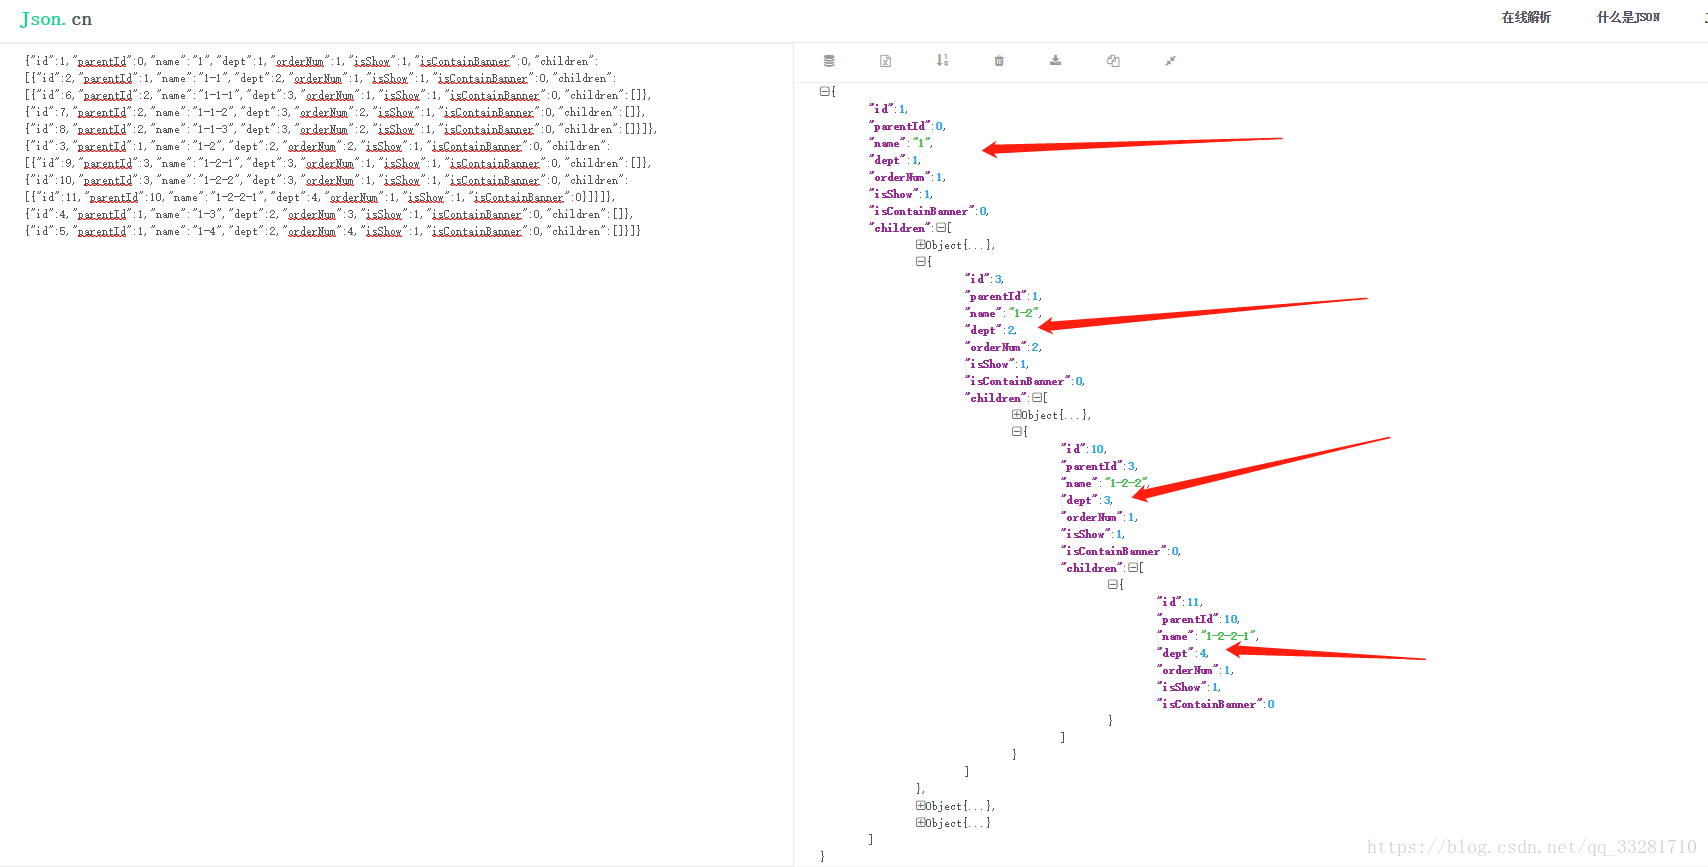 Json.cn
在线解析 什么是JSON
{"id":1,"parentId":0,"name":"1","dept":1,"orderNum":1,"isShow":1,"isContainBanner":0,"children":
[{"id":2,"parentId":1,"name":"1-1","dept":2,"orderNum":1,"isShow":1,"isContainBanner":0,"children":
[{"id":6,"parentId":2,"name":"1-1-1","dept":3,"orderNum":1,"isShow":1,"isContainBanner":0,"children":[]},
{"id":7,"parentId":2,"name":"1-1-2","dept":3,"orderNum":2,"isShow":1,"isContainBanner":0,"children":[]},
{"id":8,"parentId":2,"name":"1-1-3","dept":3,"orderNum":2,"isShow":1,"isContainBanner":0,"children":[]}]},
{"id":3,"parentId":1,"name":"1-2","dept":2,"orderNum":2,"isShow":1,"isContainBanner":0,"children":
[{"id":9,"parentId":3,"name":"1-2-1","dept":3,"orderNum":1,"isShow":1,"isContainBanner":0,"children":[]},
{"id":10,"parentId":3,"name":"1-2-2","dept":3,"orderNum":1,"isShow":1,"isContainBanner":0,"children":
[{"id":11,"parentId":10,"name":"1-2-2-1","dept":4,"orderNum":1,"isShow":1,"isContainBanner":0}]}]},
{"id":4,"parentId":1,"name":"1-3","dept":2,"orderNum":3,"isShow":1,"isContainBanner":0,"children":[]},
{"id":5,"parentId":1,"name":"1-4","dept":2,"orderNum":4,"isShow":1,"isContainBanner":0,"children":[]}]}
{
"id":1,
"parentId":0,
"name":"1",
"dept":1,
"orderNum":1,
"isShow":1,
"isContainBanner":0,
"children":[
Object{...},
{
"id":3,
"parentId":1,
"name":"1-2",
"dept":2,
"orderNum":2,
"isShow":1,
"isContainBanner":0,
"children":[
Object{...},
{
"id":10,
"parentId":3,
"name":"1-2-2",
"dept":3,
"orderNum":1,
"isShow":1,
"isContainBanner":0,
"children":[
{
"id":11,
"parentId":10,
"name":"1-2-2-1",
"dept":4,
"orderNum":1,
"isShow":1,
"isContainBanner":0
}
]
}
]
},
Object{...},
Object{...}
]
}
https://blog.csdn.net/qq_33281710